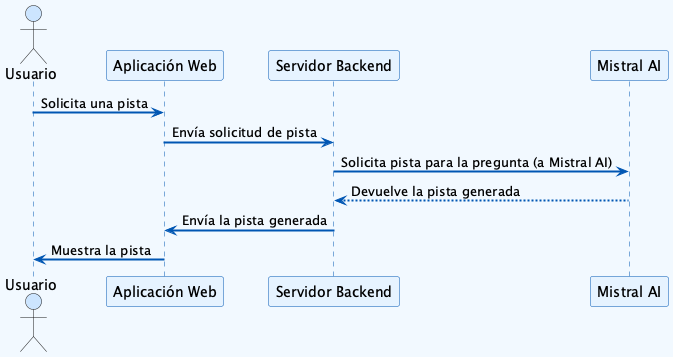 Usuario
Aplicación Web
Servidor Backend
Mistral AI
Solicita una pista
Envía solicitud de pista
Solicita pista para la pregunta (a Mistral AI)
Devuelve la pista generada
Envía la pista generada
Muestra la pista
Usuario
Aplicación Web
Servidor Backend
Mistral AI